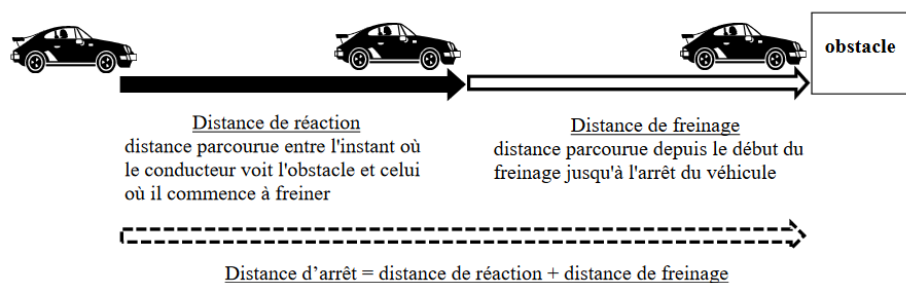 obstacle
Distance de réaction
distance parcourue entre l'instant où
le conducteur voit l'obstacle et celui
où il commence à freiner
Distance de freinage
distance parcourue depuis le début du
freinage jusqu'à l'arrêt du véhicule
Distance d’arrêt = distance de réaction + distance de freinage